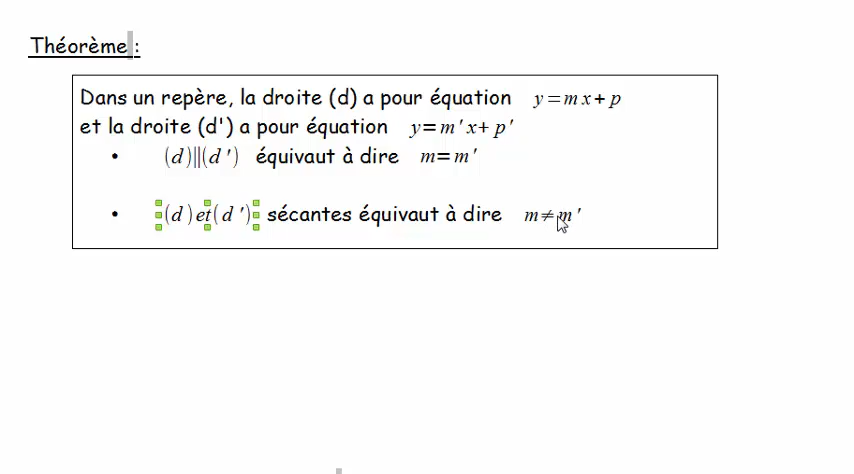 Théorème :
Dans un repère, la droite (d) a pour équation y=mx+p
et la droite (d') a pour équation y=m'x+p'
• (d)||(d') équivaut à dire m=m'
• (d)et(d') sécantes équivaut à dire m≠m'